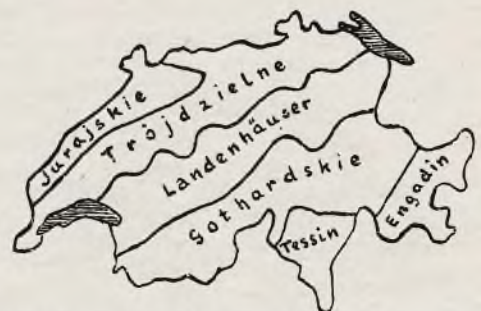 Jurajskie
Trójdzielne
Landenhäuser
Gothardskie
Tessin
Engadin